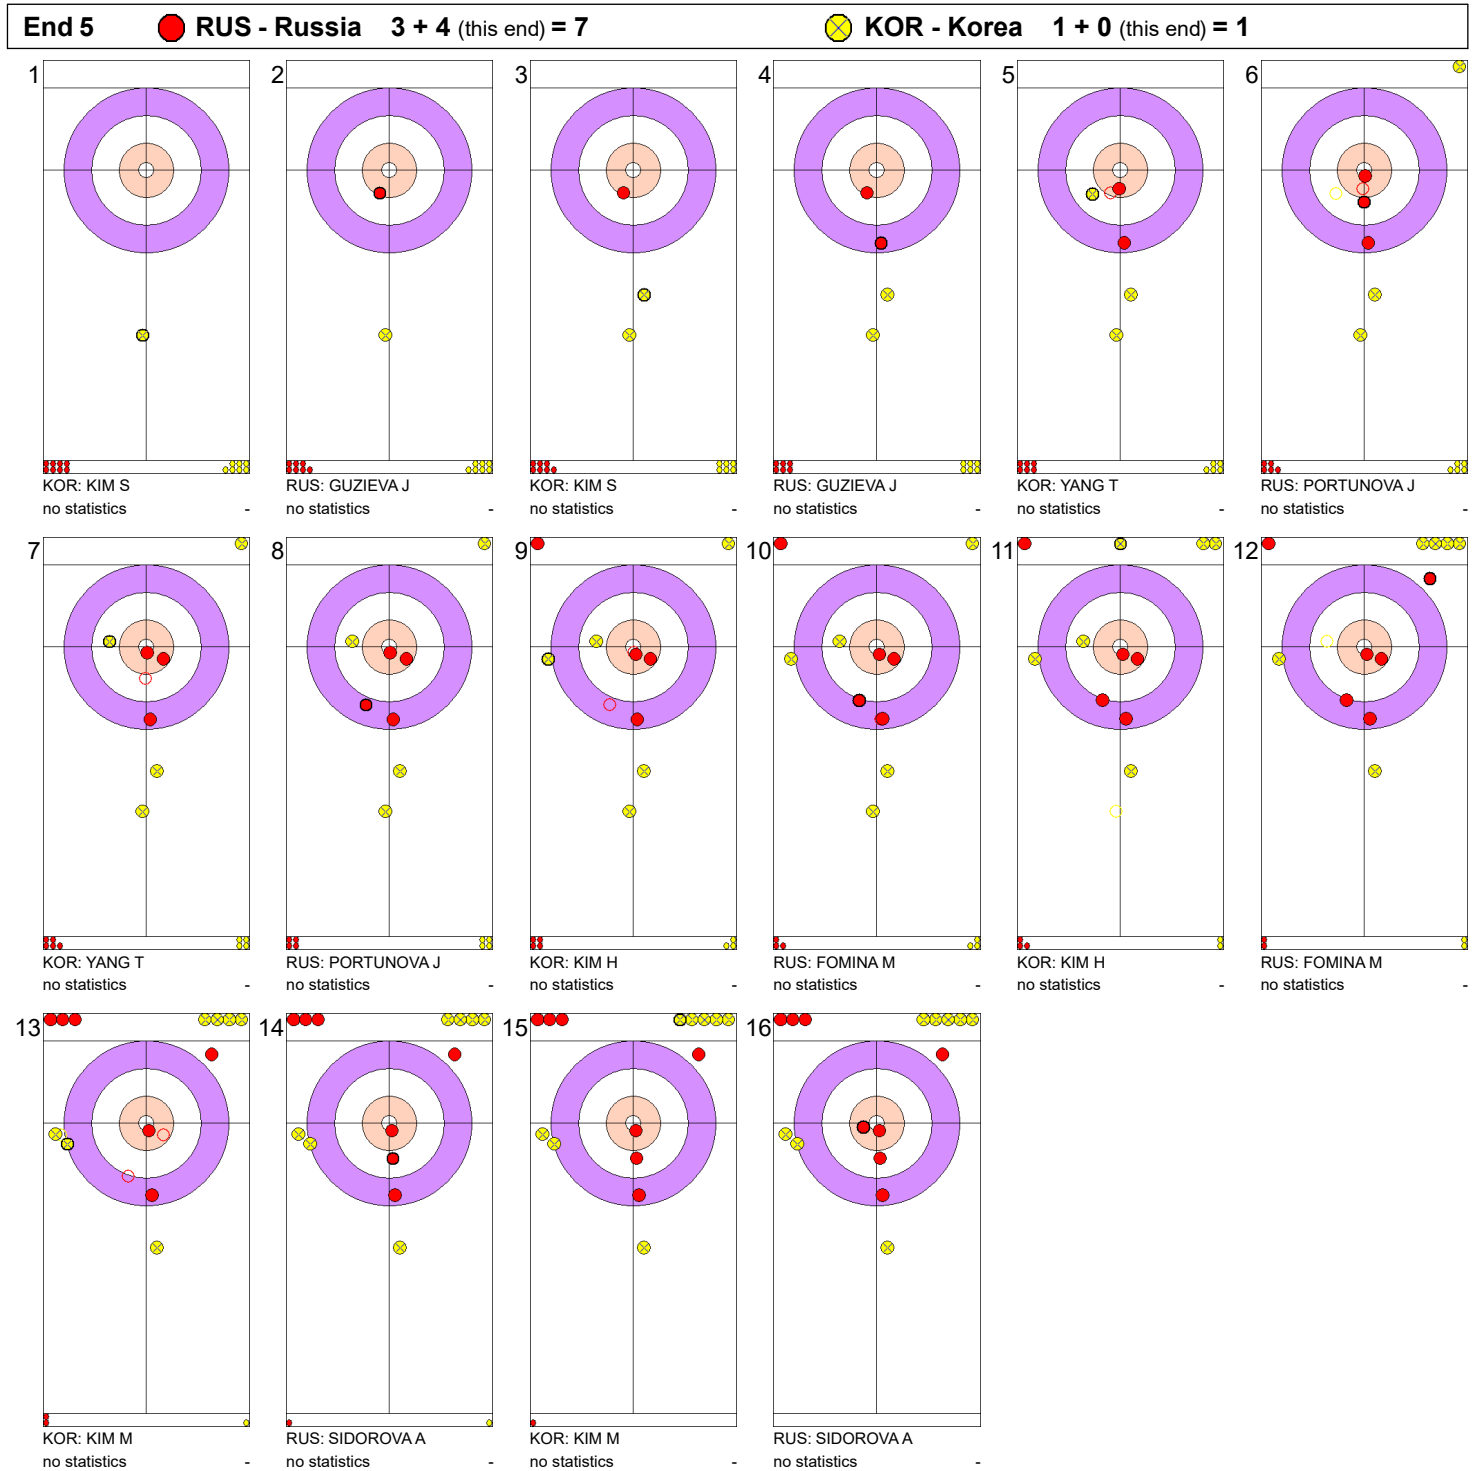 End 5 RUS - Russia 3 + 4 (this end) = 7 KOR - Korea 1 + 0 (this end) = 1
1 2 3 4 5 6
KOR: KIM S RUS: GUZIEVA J KOR: KIM S RUS: GUZIEVA J KOR: YANG T RUS: PORTUNOVA J
no statistics - no statistics - no statistics - no statistics - no statistics - no statistics -
7 8 9 10 11 12
KOR: YANG T RUS: PORTUNOVA J KOR: KIM H RUS: FOMINA M KOR: KIM H RUS: FOMINA M
no statistics - no statistics - no statistics - no statistics - no statistics - no statistics -
13 14 15 16
KOR: KIM M RUS: SIDOROVA A KOR: KIM M RUS: SIDOROVA A
no statistics - no statistics - no statistics - no statistics -